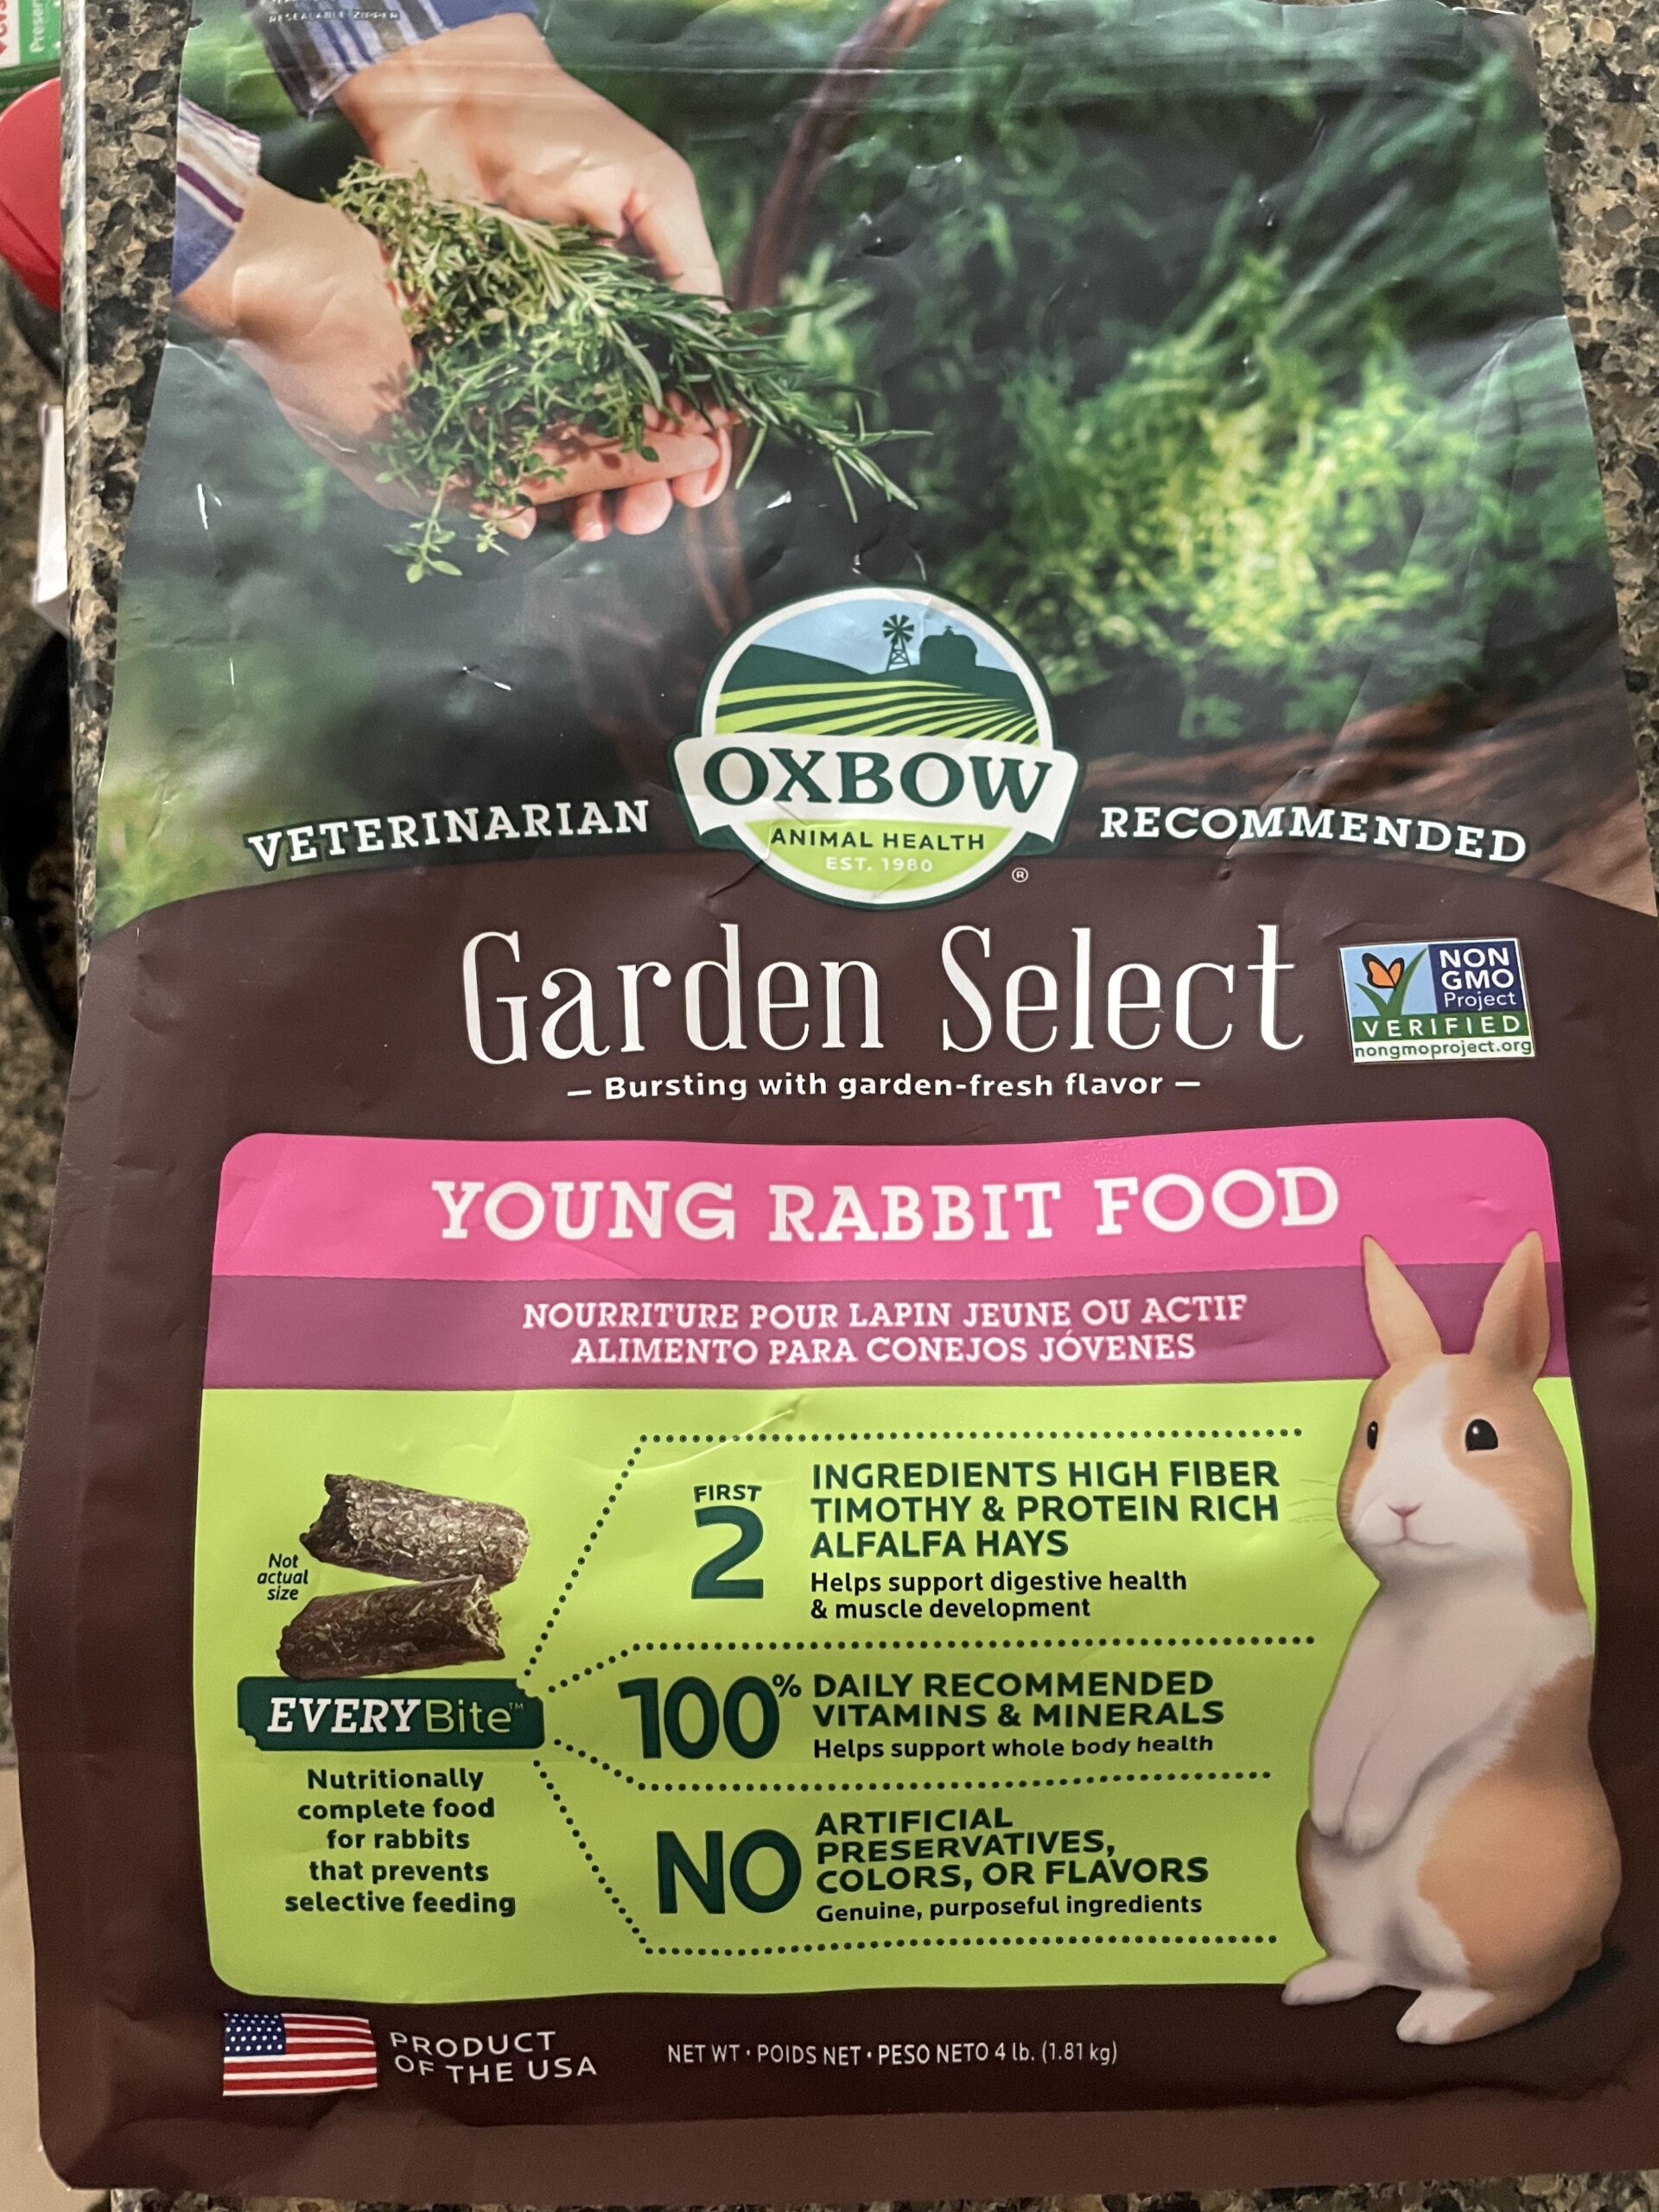 RESEALABLE ZIPPER
VETERINARIAN
OXBOW
RECOMMENDED
ANIMAL HEALTH
EST. 1980
®
Garden Select
— Bursting with garden-fresh flavor —
NON
GMO
Project
VERIFIED
nongmoproject.org
YOUNG RABBIT FOOD
NOURRITURE POUR LAPIN JEUNE OU ACTIF
ALIMENTO PARA CONEJOS JÓVENES
Not
actual
size
EVERYBite™
Nutritionally
complete food
for rabbits
that prevents
selective feeding
FIRST
2
INGREDIENTS HIGH FIBER
TIMOTHY & PROTEIN RICH
ALFALFA HAYS
Helps support digestive health
& muscle development
100%
DAILY RECOMMENDED
VITAMINS & MINERALS
Helps support whole body health
NO
ARTIFICIAL
PRESERVATIVES,
COLORS, OR FLAVORS
Genuine, purposeful ingredients
PRODUCT
OF THE USA
NET WT • POIDS NET • PESO NETO 4 lb. (1.81 kg)